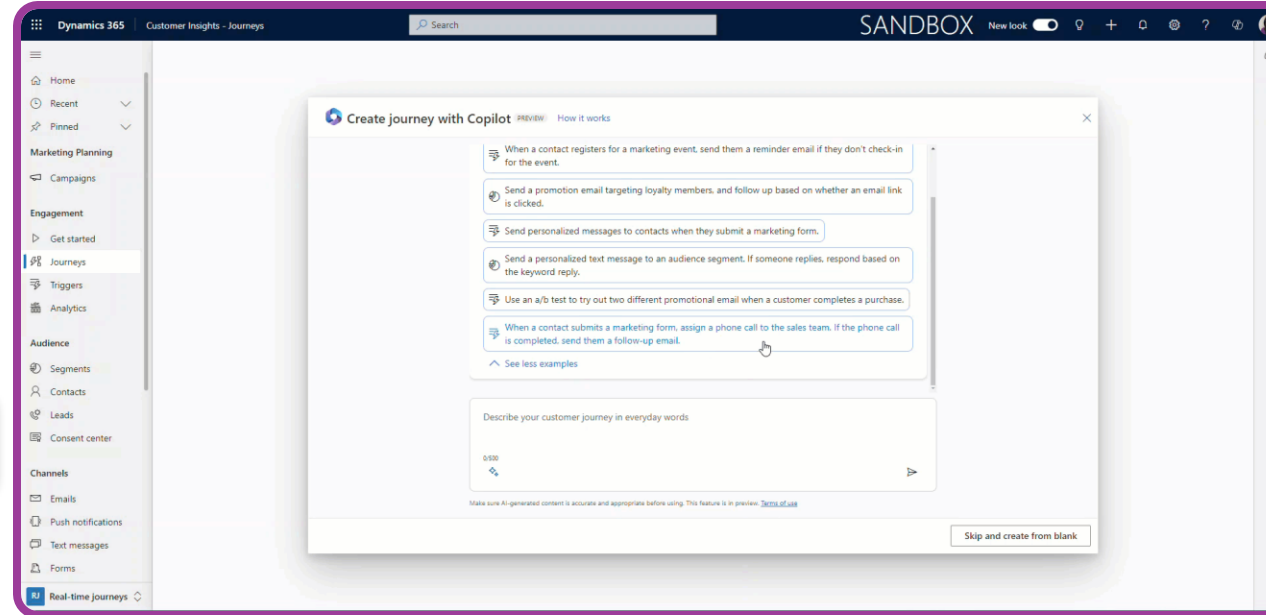 Dynamics 365 Customer Insights - Journeys
Search
SANDBOX New look
Home
Recent
Pinned
Marketing Planning
Campaigns
Engagement
Get started
Journeys
Triggers
Analytics
Audience
Segments
Contacts
Leads
Consent center
Channels
Emails
Push notifications
Text messages
Forms
RJ Real-time journeys
Create journey with Copilot PREVIEW How it works
When a contact registers for a marketing event, send them a reminder email if they don't check-in
for the event.
Send a promotion email targeting loyalty members, and follow up based on whether an email link
is clicked.
Send personalized messages to contacts when they submit a marketing form.
Send a personalized text message to an audience segment. If someone replies, respond based on
the keyword reply.
Use an a/b test to try out two different promotional email when a customer completes a purchase.
When a contact submits a marketing form, assign a phone call to the sales team. If the phone call
is completed, send them a follow-up email.
See less examples
Describe your customer journey in everyday words
0/500
Make sure AI-generated content is accurate and appropriate before using. This feature is in preview. Terms of use
Skip and create from blank